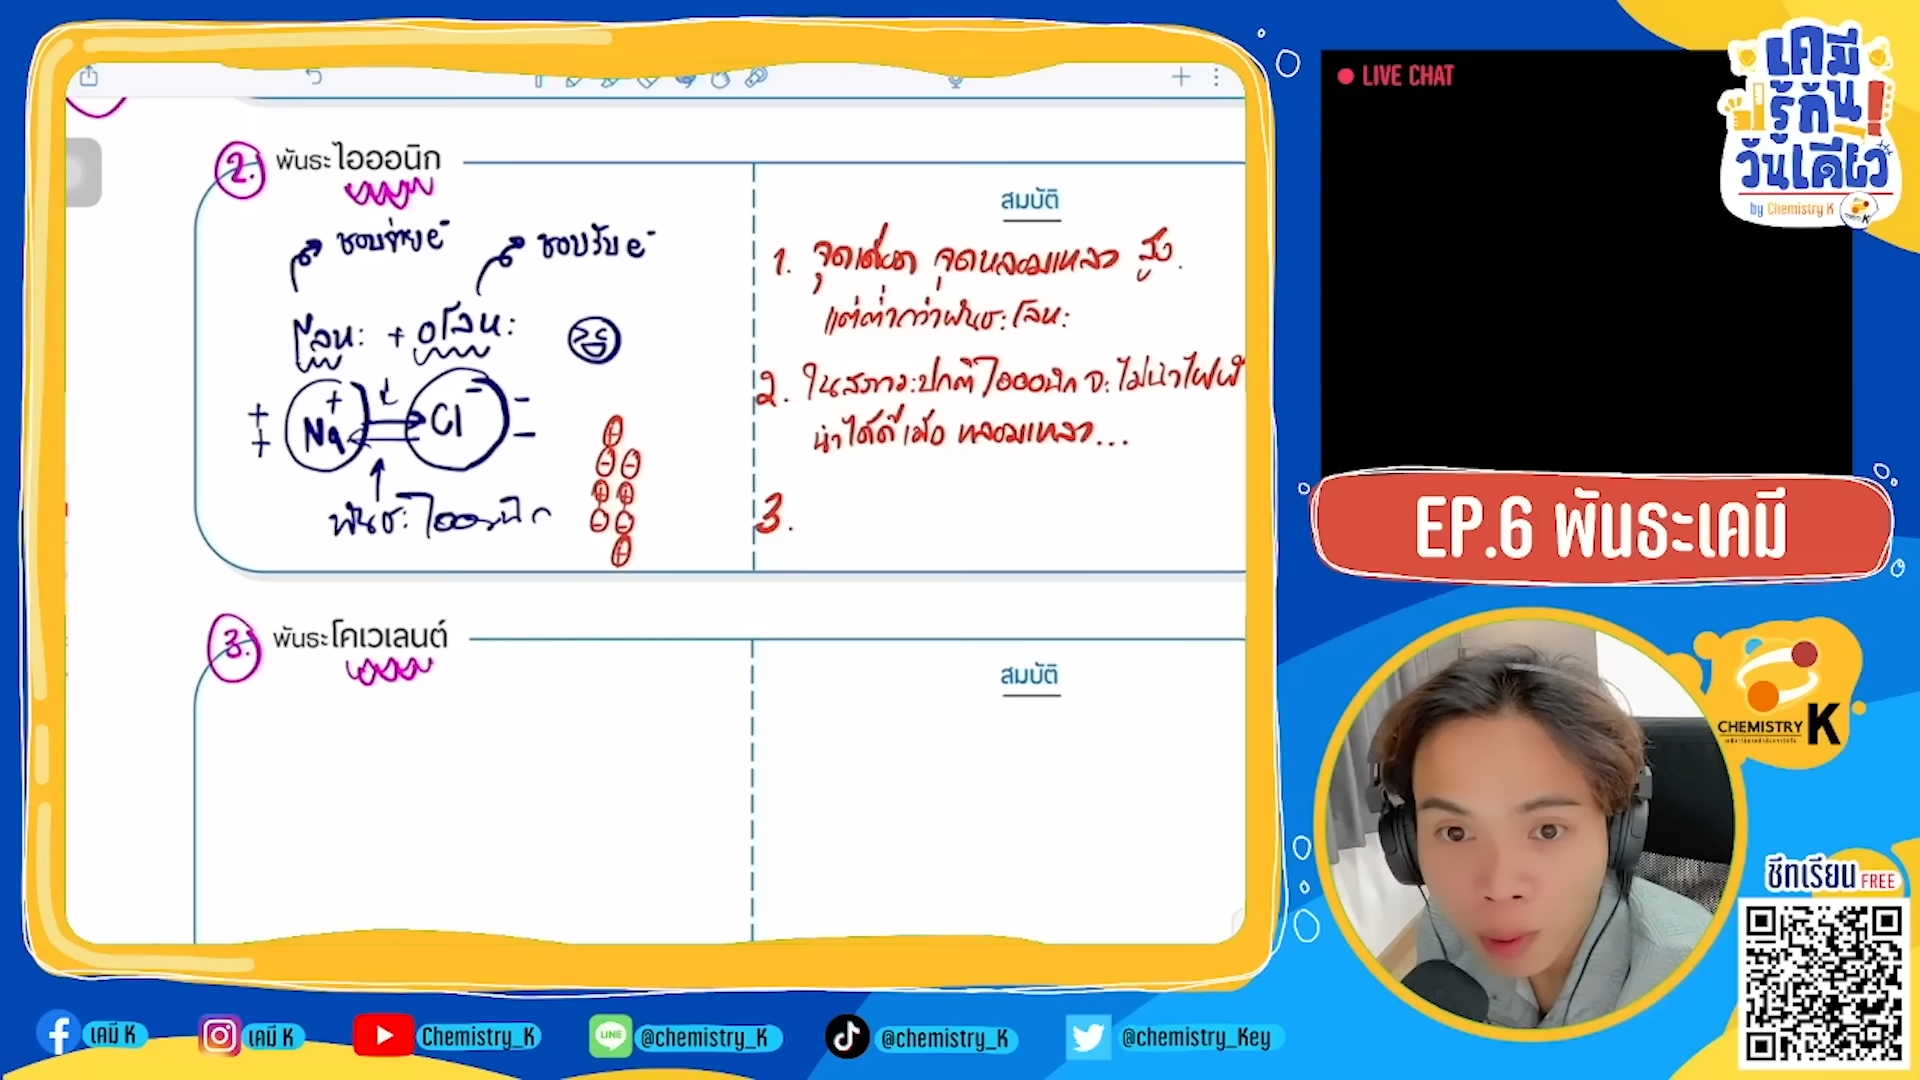 2. พันธะไอออนิก
สมบัติ
ชอบจ่าย e⁻
ชอบรับ e⁻
โลหะ + อโลหะ
+ + Na + Cl - - -
พันธะไอออนิก
1. จุดเดือด จุดหลอมเหลว สูง.
แต่ต่ำกว่าพันธะโลหะ
2. ในสภาวะปกติไอออนิกจะไม่นำไฟฟ้
นำได้ดีเมื่อ หลอมเหลว...
3.
3. พันธะโคเวเลนต์
สมบัติ
LIVE CHAT
เคมี
รู้กัน!
วันเดียว
by Chemistry K
EP.6 พันธะเคมี
CHEMISTRY K
ชีทเรียน FREE
เคมี K
เคมี K
Chemistry_K
LINE
@chemistry_K
@chemistry_K
@chemistry_Key